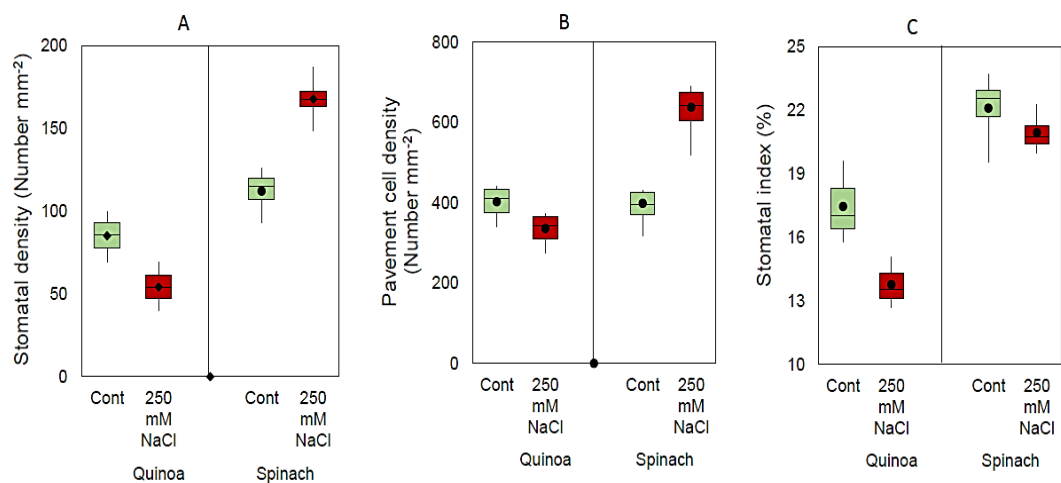 A
Stomatal density (Number mm⁻²)
200
150
100
50
0
Cont
250
mM
NaCl
Cont
250
mM
NaCl
Quinoa
Spinach
B
Pavement cell density
(Number mm⁻²)
800
600
400
200
0
Cont
250
mM
NaCl
Cont
250
mM
NaCl
Quinoa
Spinach
C
Stomatal index (%)
25
22
19
16
13
10
Cont
250
mM
NaCl
Cont
250
mM
NaCl
Quinoa
Spinach